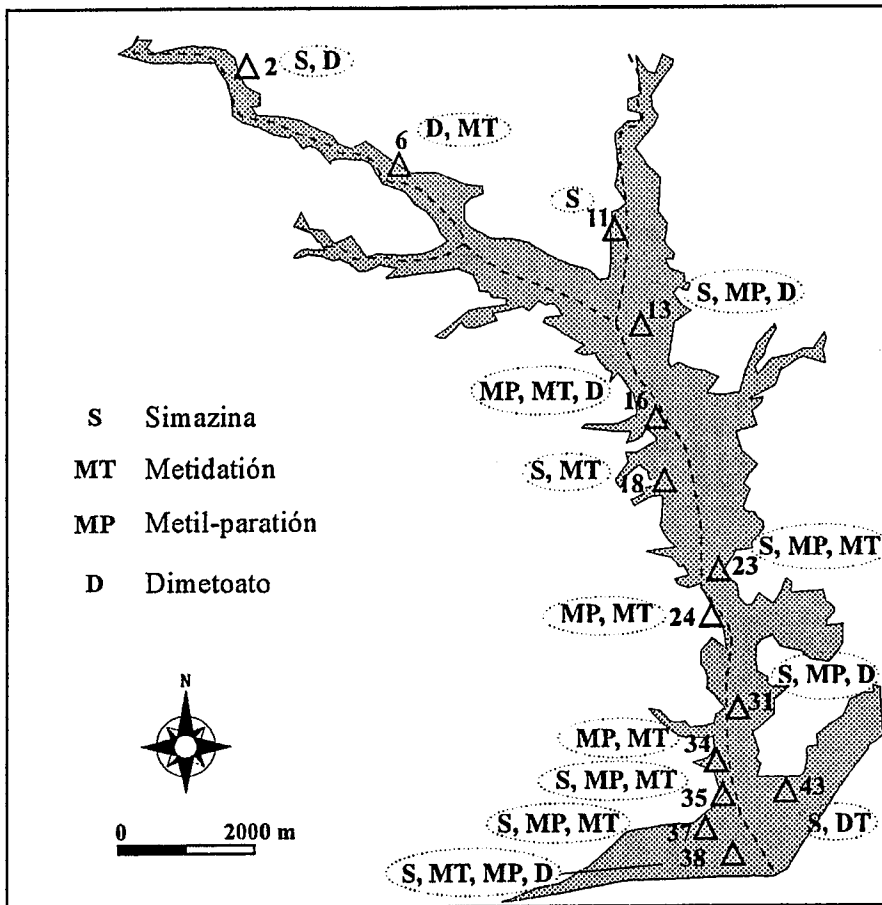 2 S, D
D, MT
6
S
11
S, MP, D
13
MP, MT, D
16
S Simazina
MT Metidatión
S, MT
18
MP Metil-paratión
S, MP, MT
23
D Dimetoato
MP, MT
24
S, MP, D
N
31
MP, MT
34
S, MP, MT
35
43
S, MP, MT
37
S, DT
0 2000 m
38
S, MT, MP, D